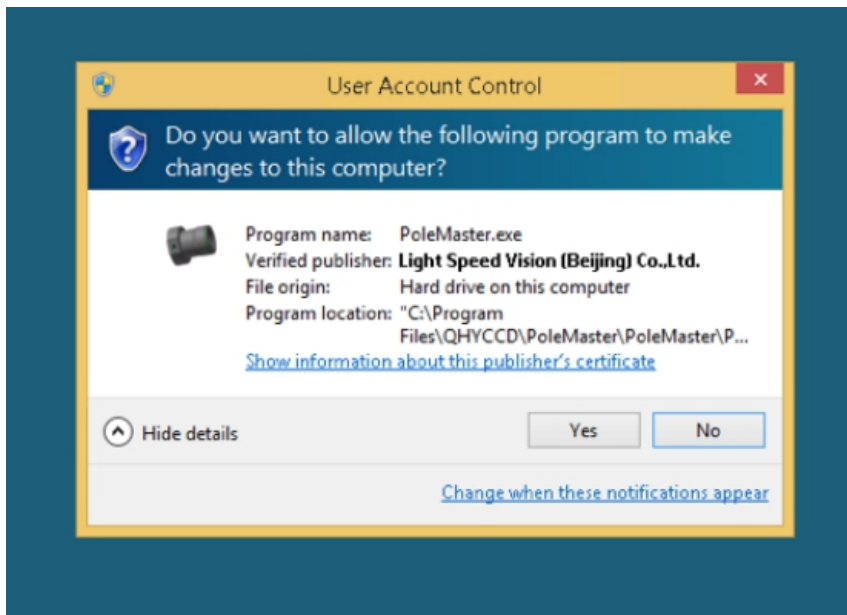 User Account Control
Do you want to allow the following program to make
changes to this computer?
Program name: PoleMaster.exe
Verified publisher: Light Speed Vision (Beijing) Co.,Ltd.
File origin: Hard drive on this computer
Program location: "C:\Program
Files\QHYCCD\PoleMaster\PoleMaster\P...
Show information about this publisher's certificate
Hide details
Yes
No
Change when these notifications appear